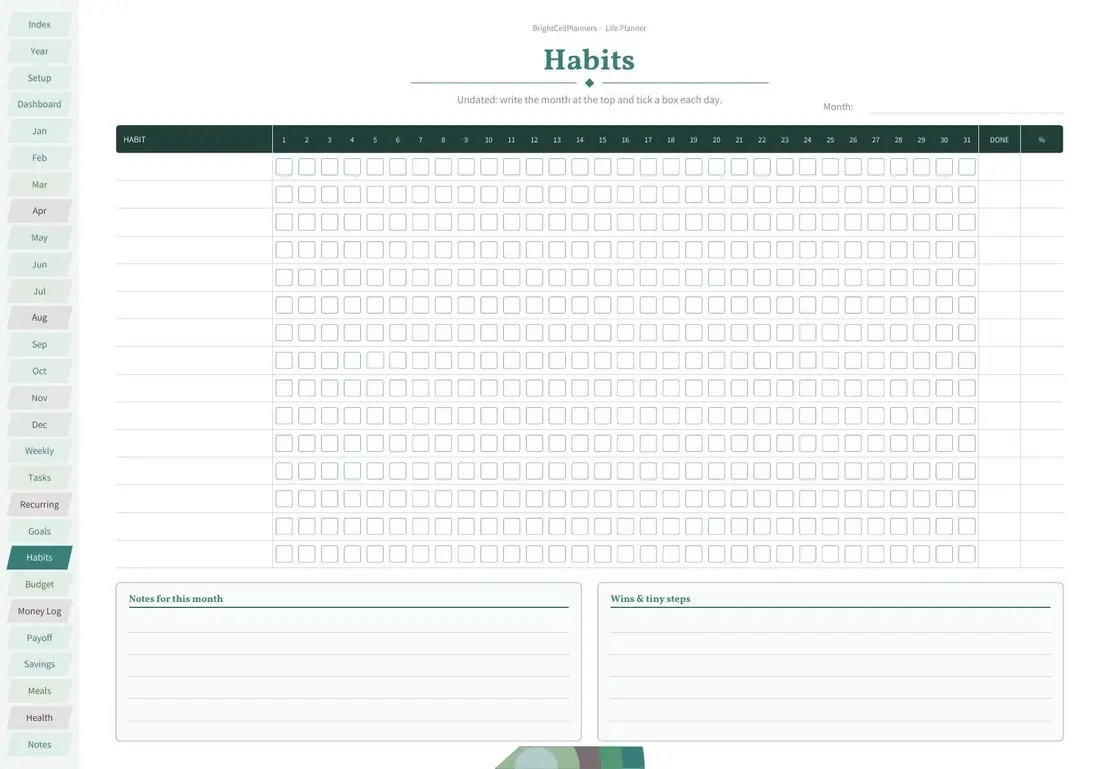 Index
Year
Setup
Dashboard
Jan
Feb
Mar
Apr
May
Jun
Jul
Aug
Sep
Oct
Nov
Dec
Weekly
Tasks
Recurring
Goals
Habits
Budget
Money Log
Payoff
Savings
Meals
Health
Notes
BrightCellPlanners · Life Planner
Habits
Undated: write the month at the top and tick a box each day.
Month:
HABIT 1 2 3 4 5 6 7 8 9 10 11 12 13 14 15 16 17 18 19 20 21 22 23 24 25 26 27 28 29 30 31 DONE %
Notes for this month
Wins & tiny steps